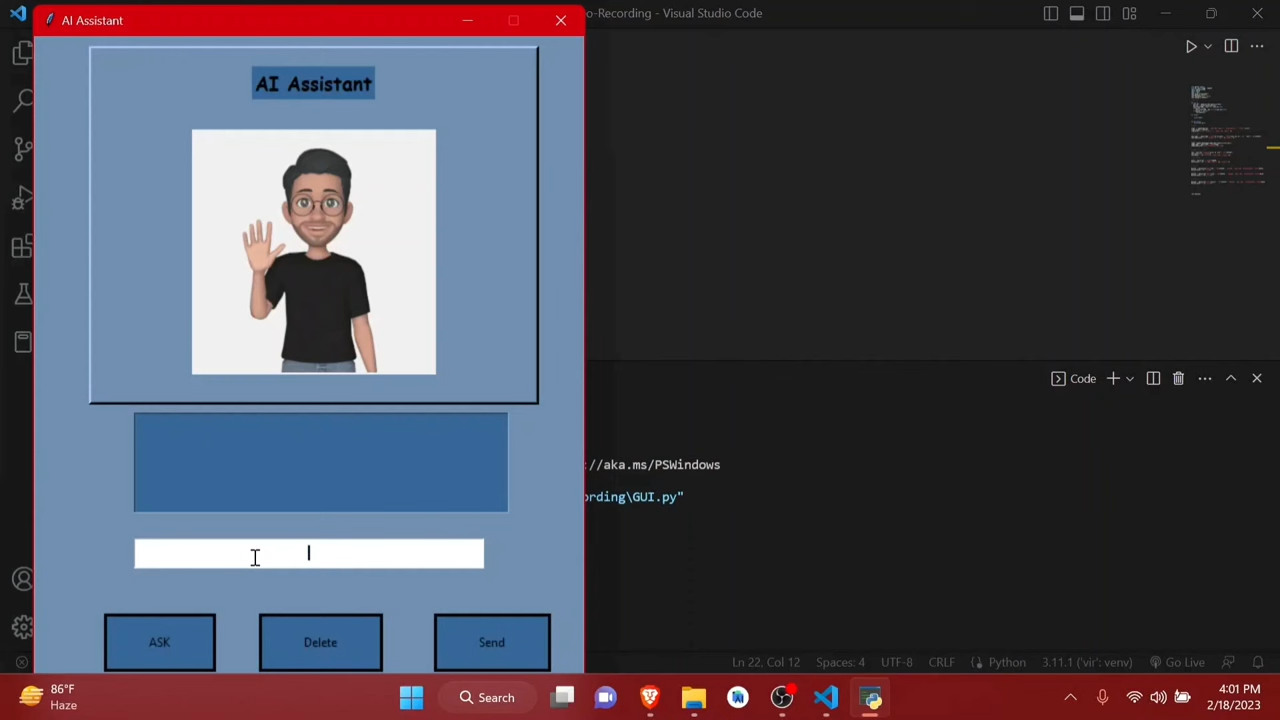 AI Assistant
o-Recording - Visual Studio Code
AI Assistant
Code
://aka.ms/PSWindows
ording\GUI.py"
ASK
Delete
Send
Ln 22, Col 12
Spaces: 4
UTF-8
CRLF
Python
3.11.1 ('vir': venv)
Go Live
86°F
Haze
Search
4:01 PM
2/18/2023